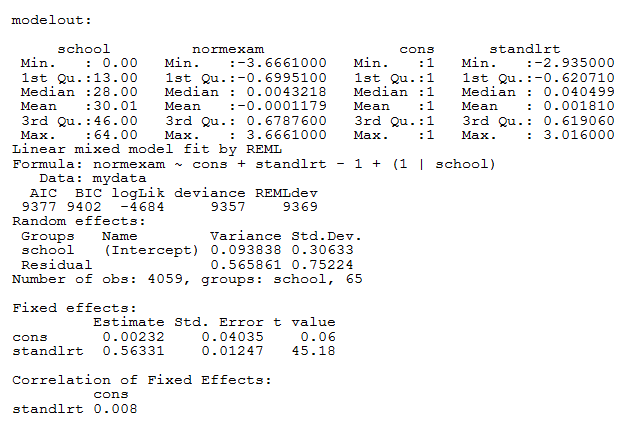 modelout:
school normexam cons standlrt
Min. : 0.00 Min. :-3.6661000 Min. :1 Min. :-2.935000
1st Qu.:13.00 1st Qu.:-0.6995100 1st Qu.:1 1st Qu.:-0.620710
Median :28.00 Median : 0.0043218 Median :1 Median : 0.040499
Mean :30.01 Mean :-0.0001179 Mean :1 Mean : 0.001810
3rd Qu.:46.00 3rd Qu.: 0.6787600 3rd Qu.:1 3rd Qu.: 0.619060
Max. :64.00 Max. : 3.6661000 Max. :1 Max. : 3.016000
Linear mixed model fit by REML
Formula: normexam ~ cons + standlrt - 1 + (1 | school)
Data: mydata
AIC BIC logLik deviance REMLdev
9377 9402 -4684 9357 9369
Random effects:
Groups Name Variance Std.Dev.
school (Intercept) 0.093838 0.30633
Residual 0.565861 0.75224
Number of obs: 4059, groups: school, 65
Fixed effects:
Estimate Std. Error t value
cons 0.00232 0.04035 0.06
standlrt 0.56331 0.01247 45.18
Correlation of Fixed Effects:
cons
standlrt 0.008